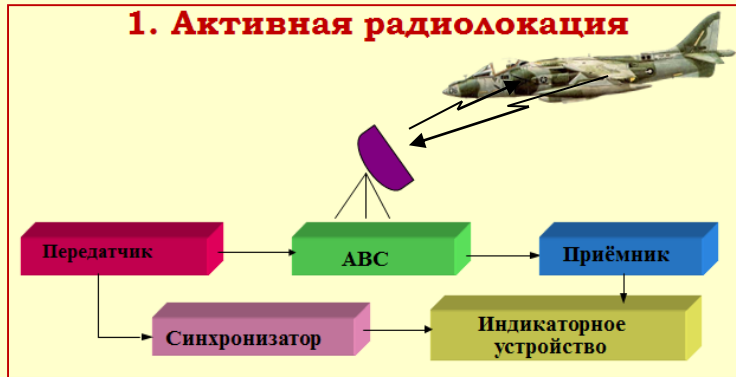 1. Активная радиолокация
Передатчик
АВС
Приёмник
Синхронизатор
Индикаторное
устройство